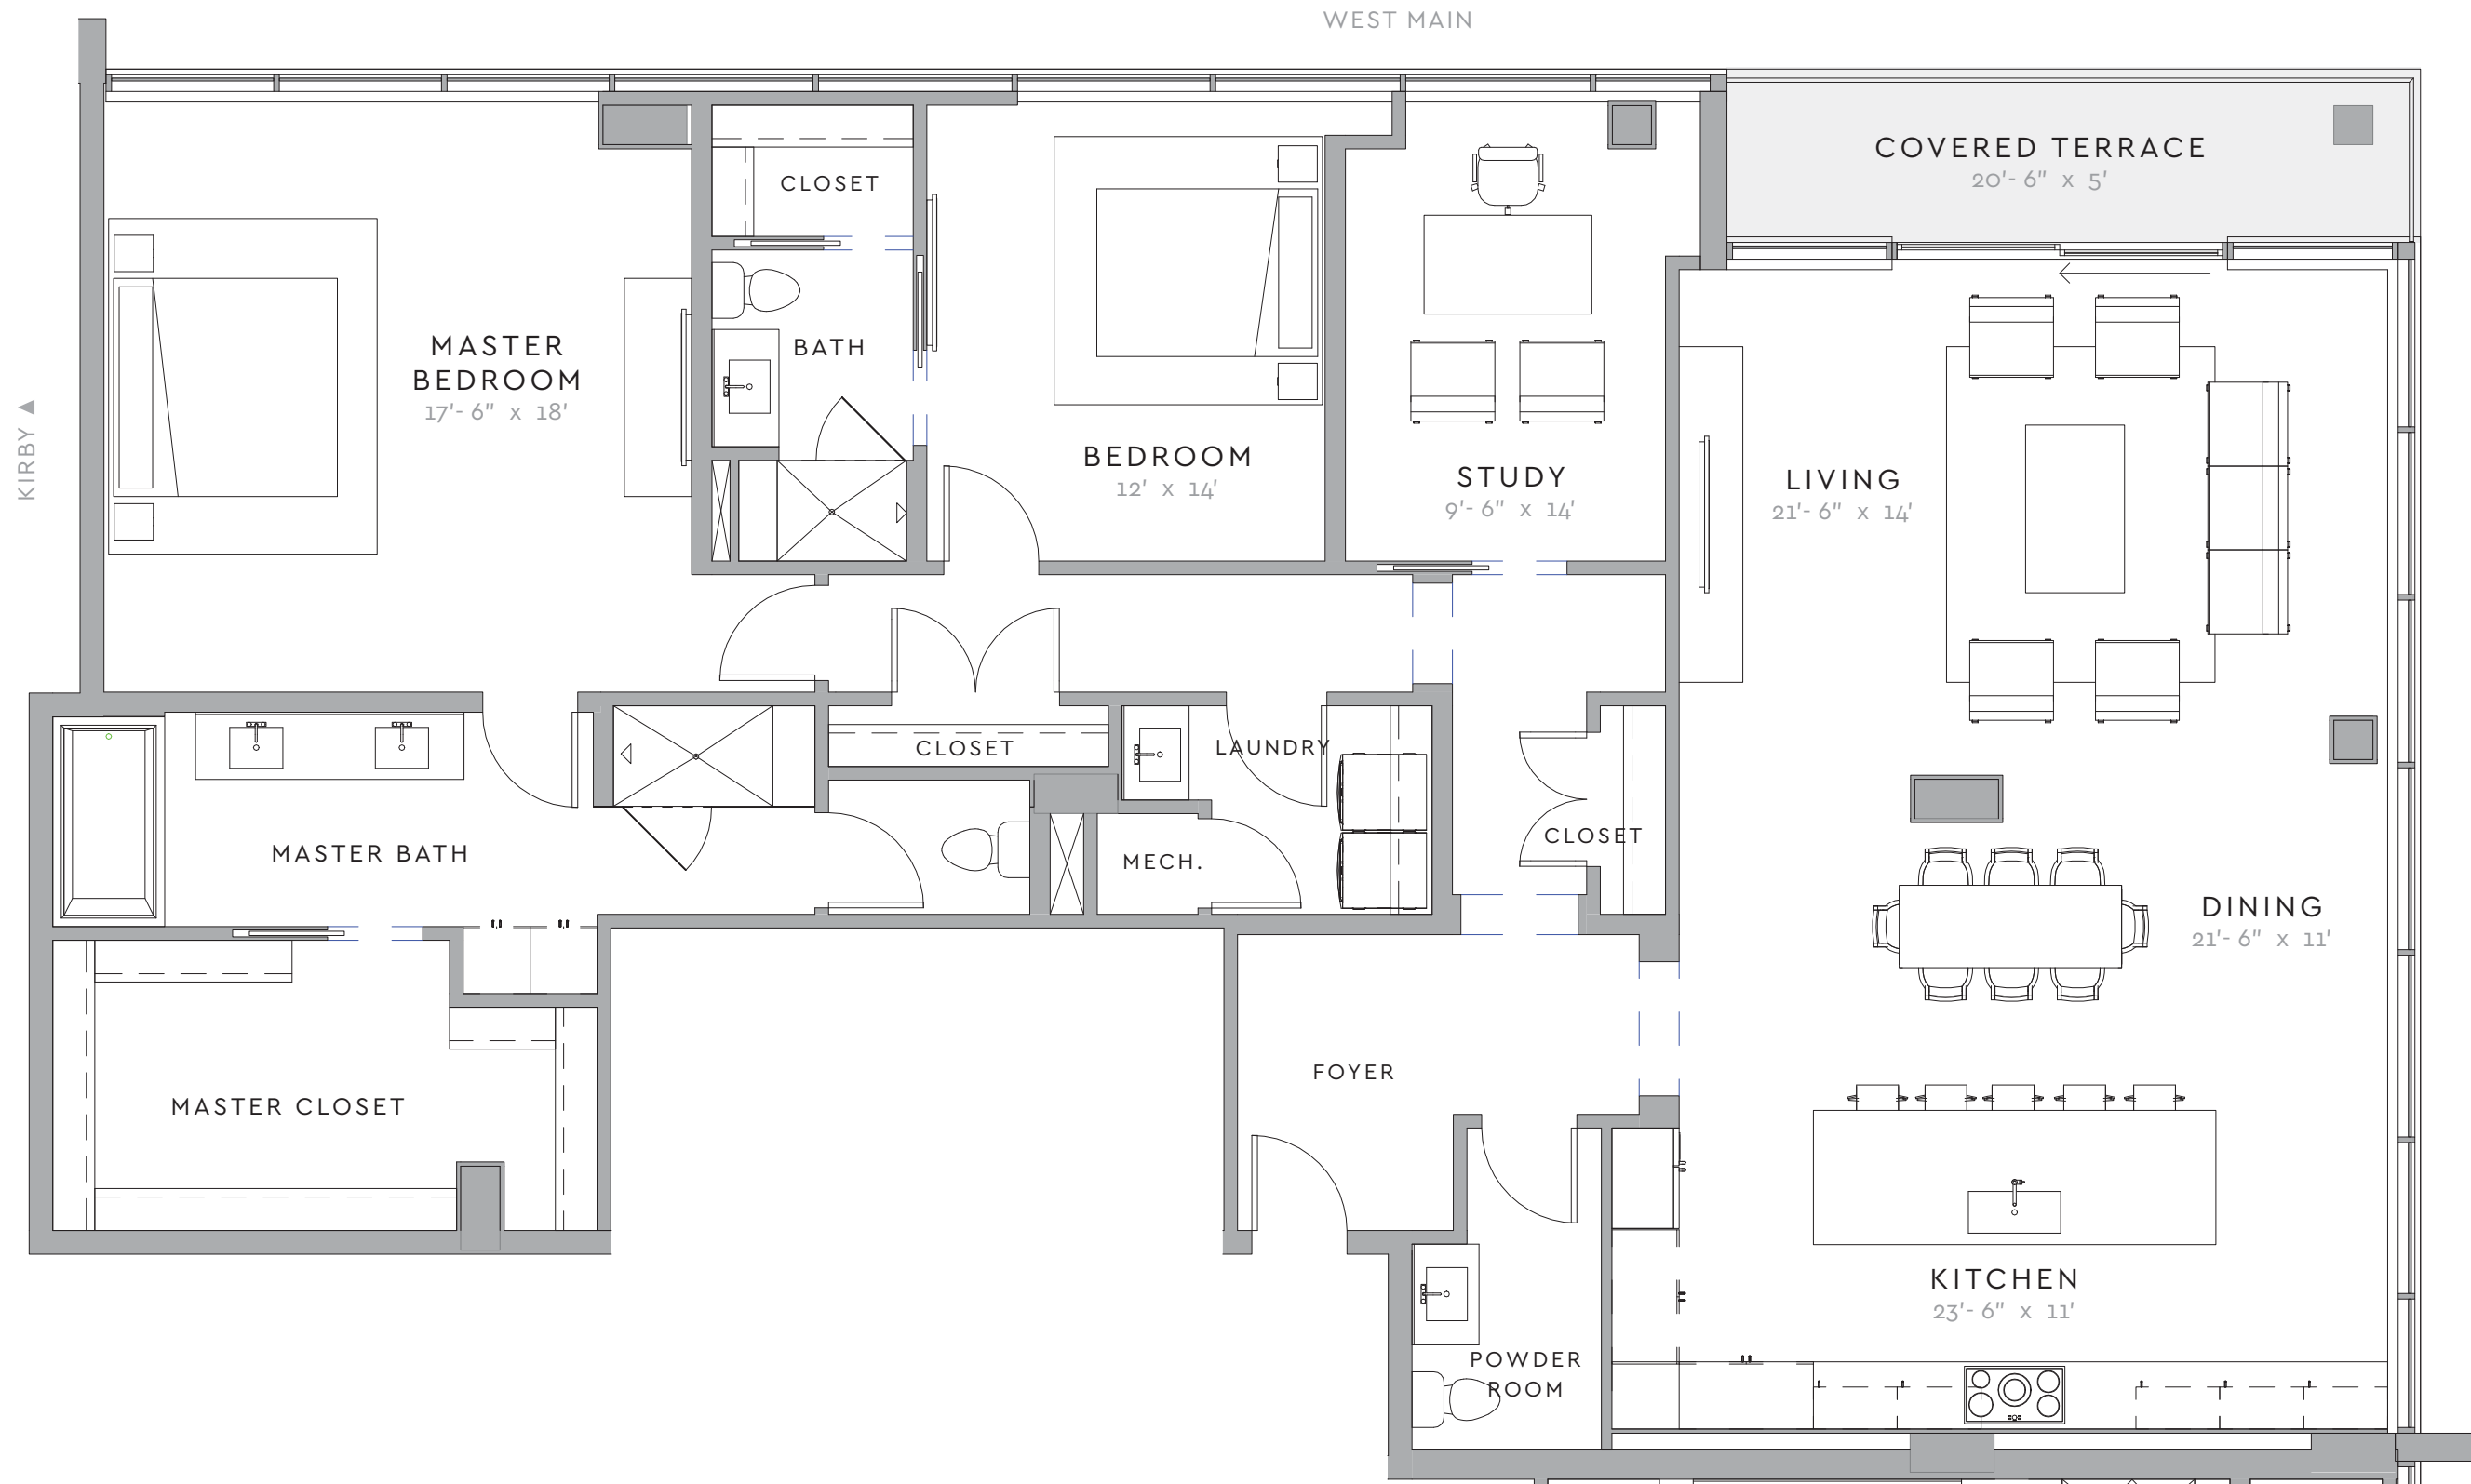 WEST MAIN
KIRBY ▲
COVERED TERRACE
20'- 6" x 5'
CLOSET
MASTER
BEDROOM
17'- 6" x 18'
BATH
BEDROOM
12' x 14'
STUDY
9'- 6" x 14'
LIVING
21'- 6" x 14'
CLOSET
LAUNDRY
MASTER BATH
MECH.
CLOSET
DINING
21'- 6" x 11'
MASTER CLOSET
FOYER
KITCHEN
23'- 6" x 11'
POWDER
ROOM